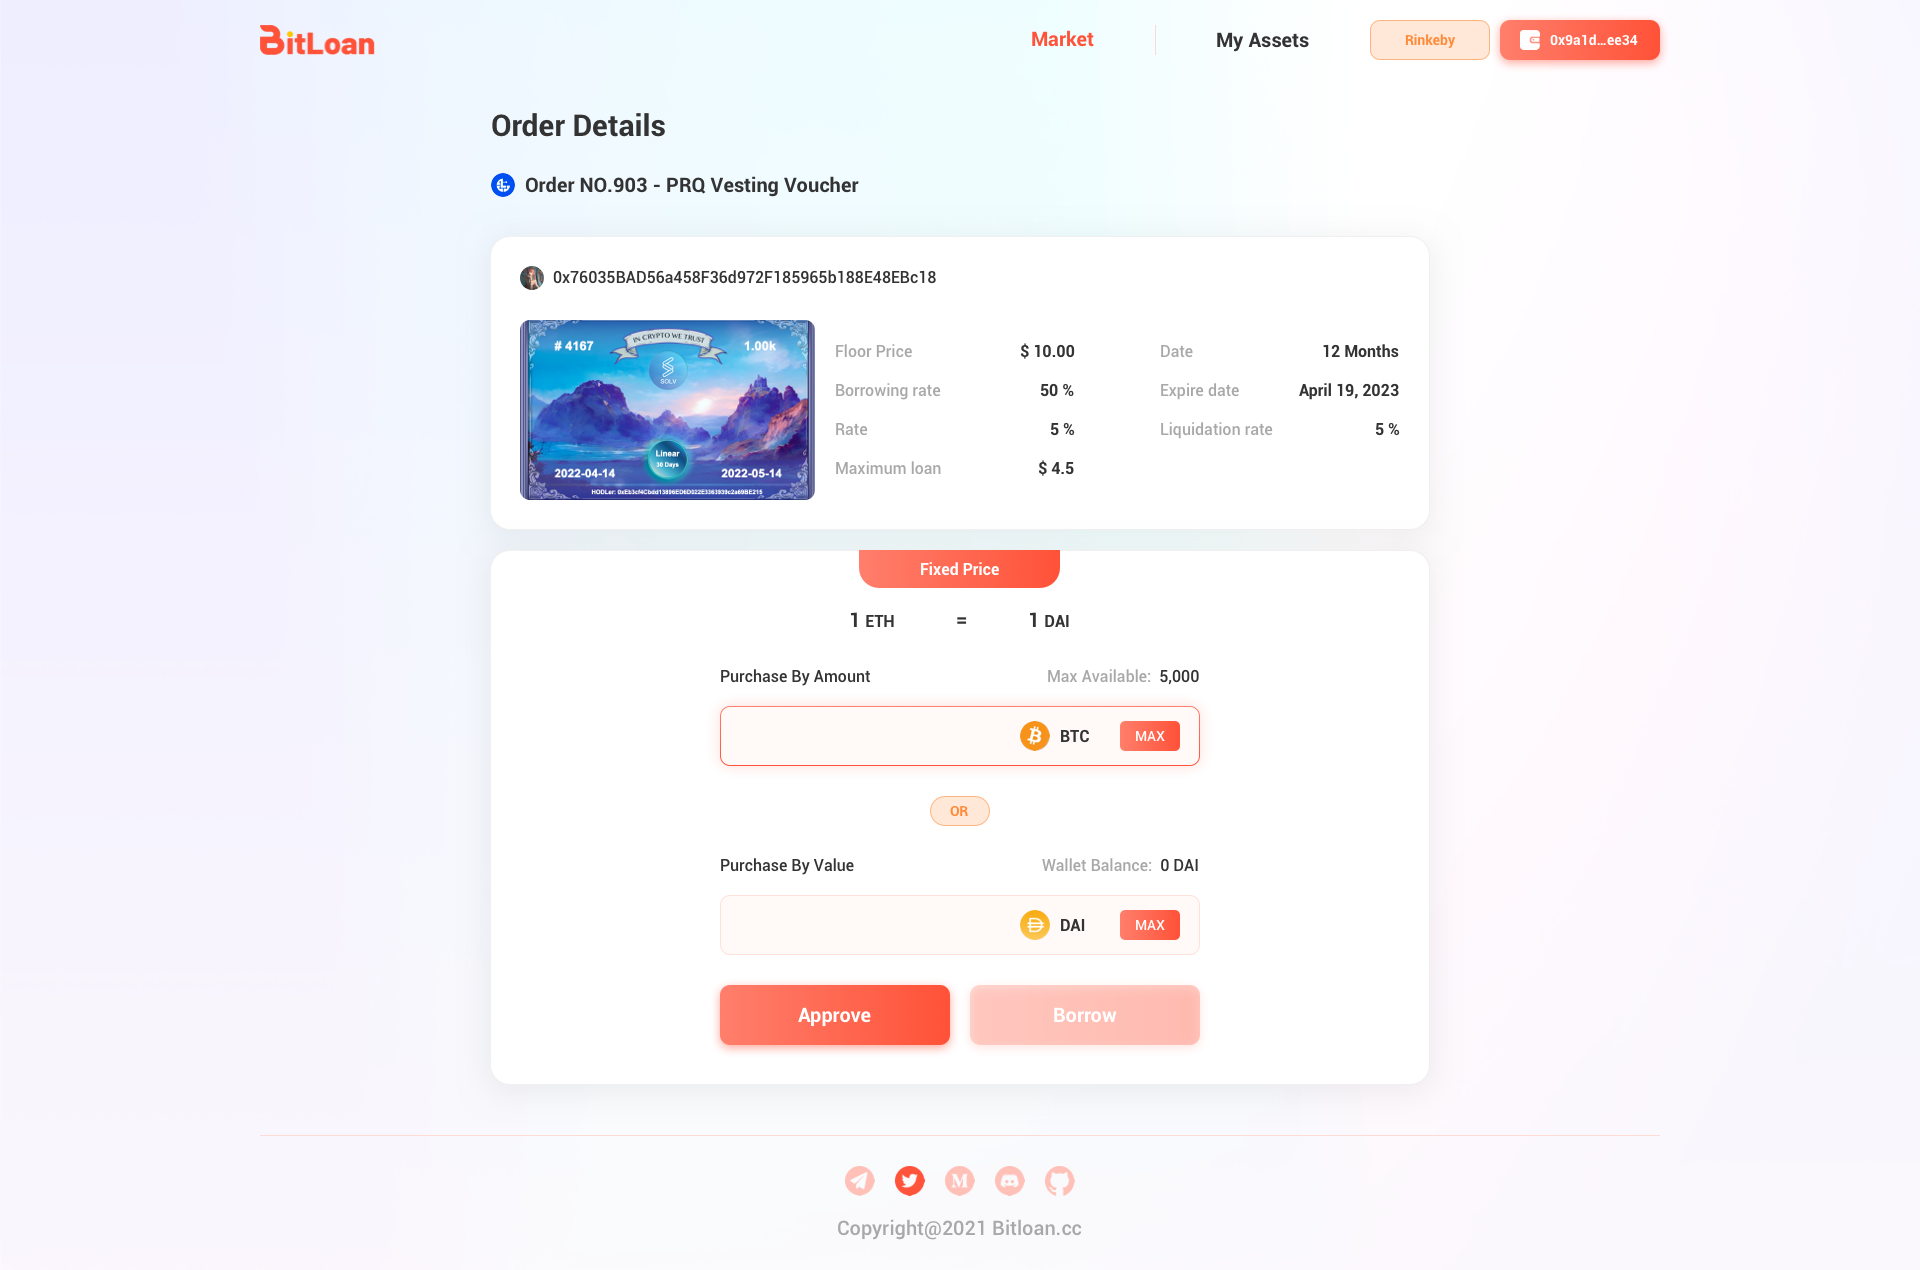 BitLoan
Market
My Assets
Rinkeby
0x9a1d...ee34
Order Details
Order NO.903 - PRQ Vesting Voucher
0x76035BAD56a458F36d972F185965b188E48EBc18
IN CRYPTO WE TRUST
# 4167
1.00k
SOLV
Linear
30 Days
2022-04-14
2022-05-14
Floor Price
$ 10.00
Date
12 Months
Borrowing rate
50 %
Expire date
April 19, 2023
Rate
5 %
Liquidation rate
5 %
Maximum loan
$ 4.5
Fixed Price
1 ETH = 1 DAI
Purchase By Amount
Max Available: 5,000
BTC
MAX
OR
Purchase By Value
Wallet Balance: 0 DAI
DAI
MAX
Approve
Borrow
Copyright@2021 Bitloan.cc